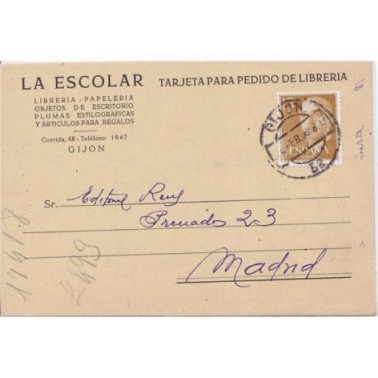 LA ESCOLAR
TARJETA PARA PEDIDO DE LIBRERIA
LIBRERIA - PAPELERIA
OBJETOS DE ESCRITORIO
PLUMAS ESTILOGRAFICAS
Y ARTICULOS PARA REGALOS
Corrida, 68 - Teléfono 1847
GIJON
GIJON
ESPAÑA
Sr. Editorial Reus
Preciados 23
Madrid
2499